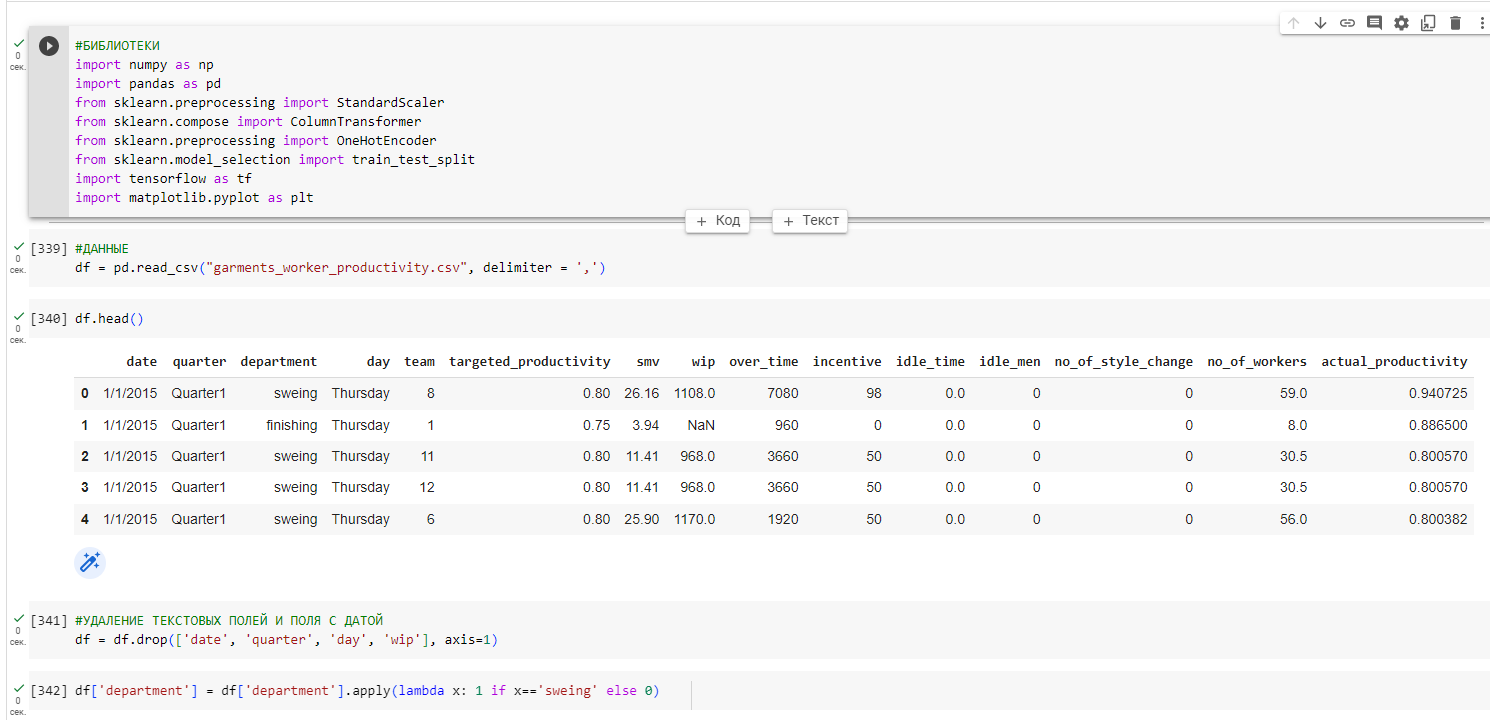 #БИБЛИОТЕКИ
0
сек.
import numpy as np
import pandas as pd
from sklearn.preprocessing import StandardScaler
from sklearn.compose import ColumnTransformer
from sklearn.preprocessing import OneHotEncoder
from sklearn.model_selection import train_test_split
import tensorflow as tf
import matplotlib.pyplot as plt
+ Код + Текст
[339] #ДАННЫЕ
0
сек.
df = pd.read_csv("garments_worker_productivity.csv", delimiter = ',')
[340] df.head()
0
сек.
date quarter department day team targeted_productivity smv wip over_time incentive idle_time idle_men no_of_style_change no_of_workers actual_productivity
0 1/1/2015 Quarter1 sweing Thursday 8 0.80 26.16 1108.0 7080 98 0.0 0 0 59.0 0.940725
1 1/1/2015 Quarter1 finishing Thursday 1 0.75 3.94 NaN 960 0 0.0 0 0 8.0 0.886500
2 1/1/2015 Quarter1 sweing Thursday 11 0.80 11.41 968.0 3660 50 0.0 0 0 30.5 0.800570
3 1/1/2015 Quarter1 sweing Thursday 12 0.80 11.41 968.0 3660 50 0.0 0 0 30.5 0.800570
4 1/1/2015 Quarter1 sweing Thursday 6 0.80 25.90 1170.0 1920 50 0.0 0 0 56.0 0.800382
[341] #УДАЛЕНИЕ ТЕКСТОВЫХ ПОЛЕЙ И ПОЛЯ С ДАТОЙ
0
сек.
df = df.drop(['date', 'quarter', 'day', 'wip'], axis=1)
[342] df['department'] = df['department'].apply(lambda x: 1 if x=='sweing' else 0)
0
сек.